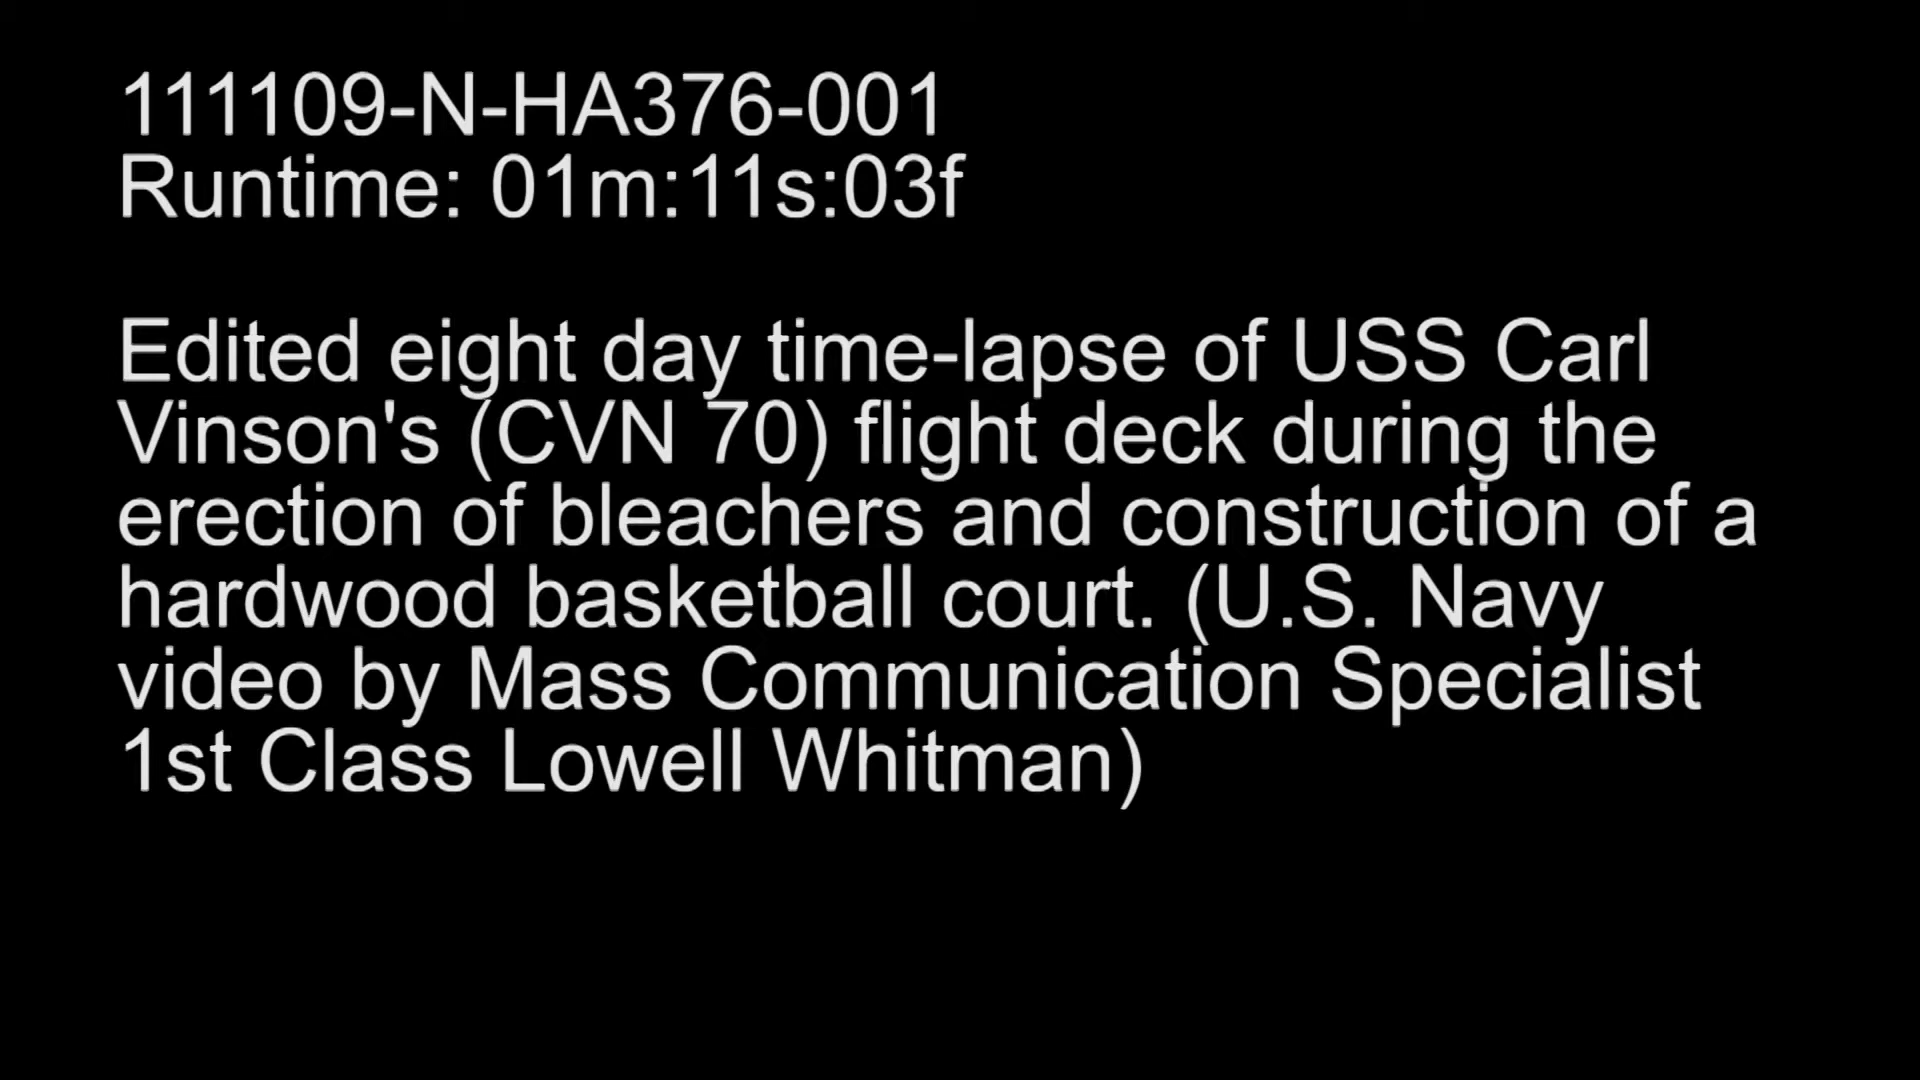 111109-N-HA376-001
Runtime: 01m:11s:03f
Edited eight day time-lapse of USS Carl
Vinson's (CVN 70) flight deck during the
erection of bleachers and construction of a
hardwood basketball court. (U.S. Navy
video by Mass Communication Specialist
1st Class Lowell Whitman)